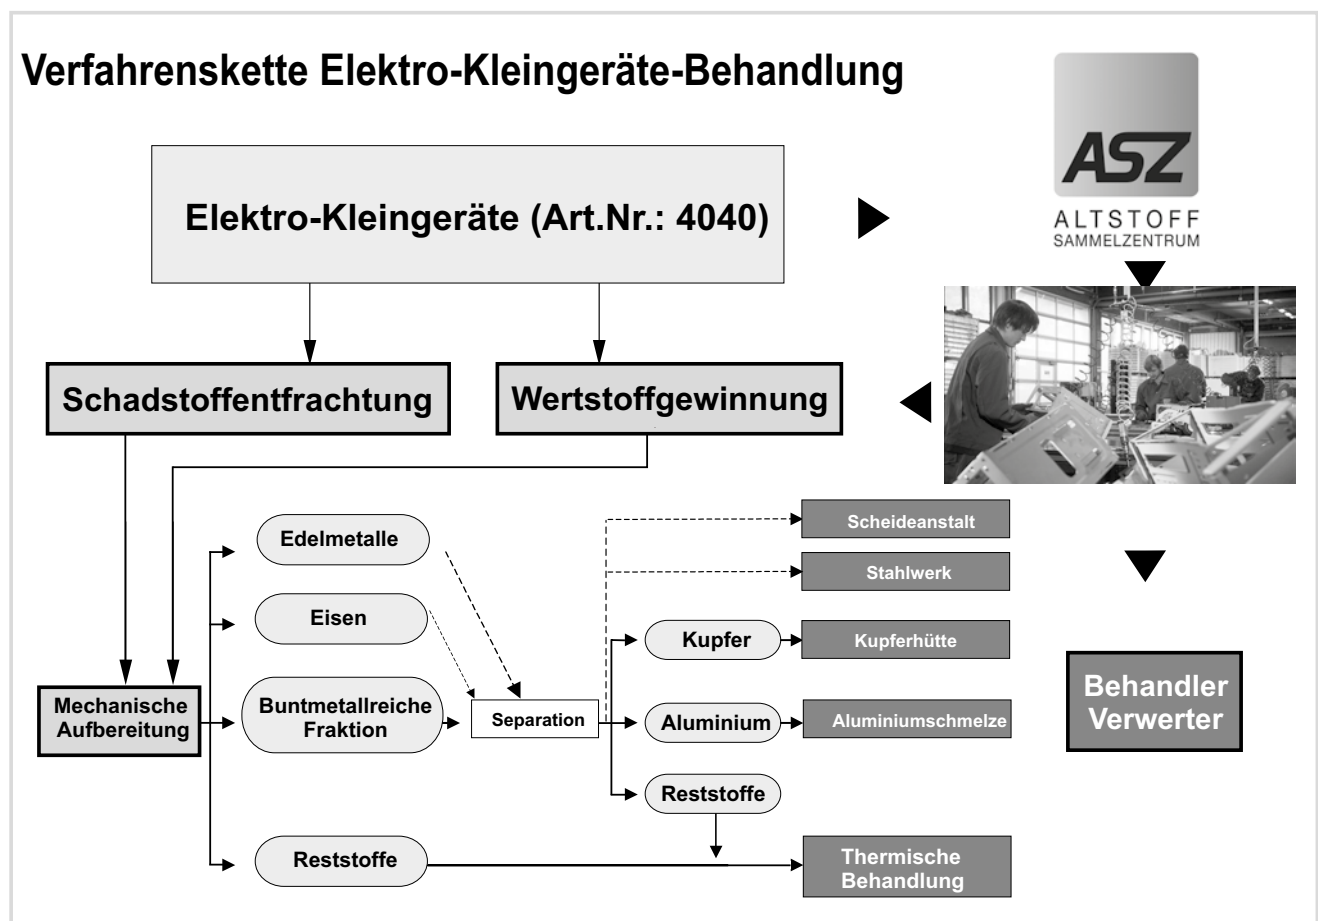 Verfahrenskette Elektro-Kleingeräte-Behandlung
ASZ
ALTSTOFF
SAMMELZENTRUM
Elektro-Kleingeräte (Art.Nr.: 4040)
Schadstoffentfrachtung
Wertstoffgewinnung
Edelmetalle
Eisen
Buntmetallreiche
Fraktion
Reststoffe
Mechanische
Aufbereitung
Separation
Kupfer
Aluminium
Reststoffe
Scheideanstalt
Stahlwerk
Kupferhütte
Aluminiumschmelze
Thermische
Behandlung
Behandler
Verwerter